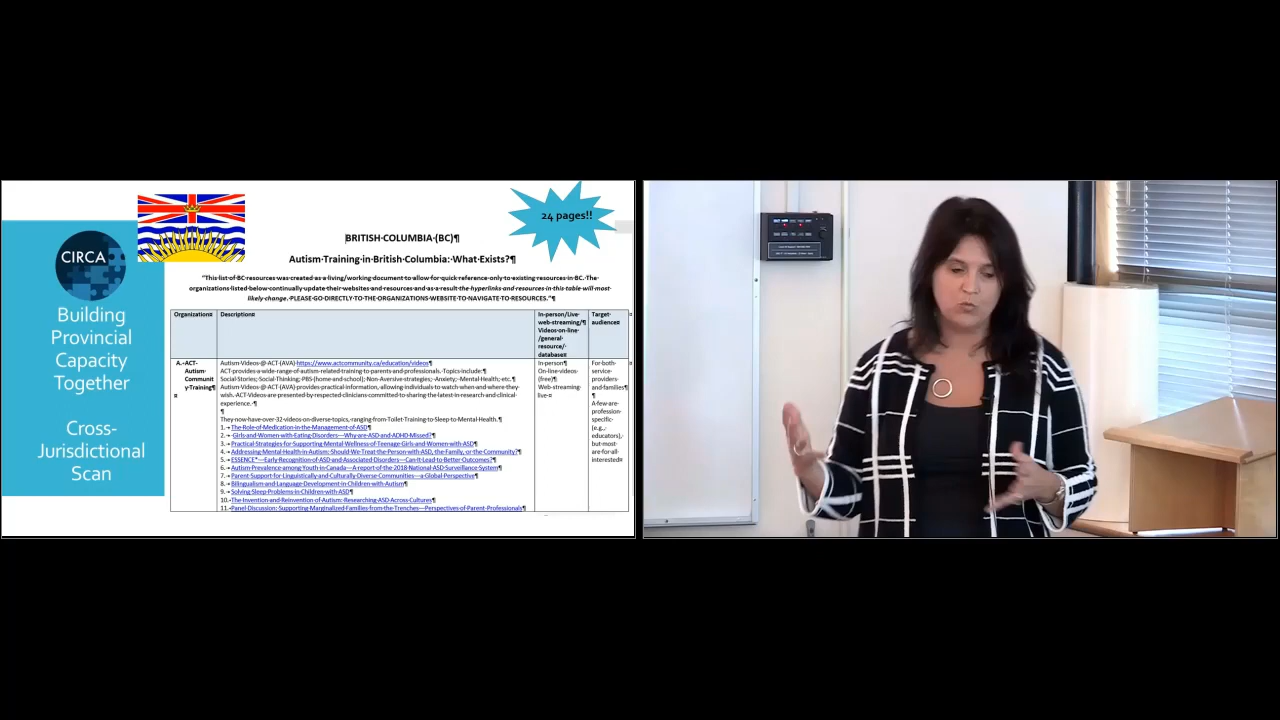 CIRCA
Building
Provincial
Capacity
Together
Cross-
Jurisdictional
Scan
24 pages!!
BRITISH·COLUMBIA·(BC)¶
Autism·Training·in·British·Columbia:·What·Exists?¶
"This·list·of·BC·resources·was·created·as·a·living/working·document·to·allow·for·quick·reference·only·to·existing·resources·in·BC.·The·
organizations·listed·below·continually·update·their·websites·and·resources·and·as·a·result·the·hyperlinks·and·resources·in·this·table·will·most·
likely·change.·PLEASE·GO·DIRECTLY·TO·THE·ORGANIZATIONS·WEBSITE·TO·NAVIGATE·TO·RESOURCES."¶
Organization¤
Description¤
In-person/Live·
web-streaming/¶
Videos·on-line·
/general·
resource/·
database¤
Target·
audience¤
A.→ACT-
Autism·
Communit
y·Training¶
¤
Autism·Videos·@·ACT·(AVA)·https://www.actcommunity.ca/education/videos¶
ACT·provides·a·wide·range·of·autism-related·training·to·parents·and·professionals.·Topics·include:¶
Social·Stories;·Social·Thinking;·PBS·(home·and·school);·Non-Aversive·strategies;·Anxiety;·Mental·Health;·etc.¶
Autism·Videos·@·ACT·(AVA)·provides·practical·information,·allowing·individuals·to·watch·when·and·where·they·
wish.·ACT·Videos·are·presented·by·respected·clinicians·committed·to·sharing·the·latest·in·research·and·clinical·
experience.·¶
¶
They·now·have·over·32·videos·on·diverse·topics,·ranging·from·Toilet·Training·to·Sleep·to·Mental·Health.¶
1.→The·Role·of·Medication·in·the·Management·of·ASD¶
2.→·Girls·and·Women·with·Eating·Disorders—Why·are·ASD·and·ADHD·Missed?¶
3.→Practical·Strategies·for·Supporting·Mental·Wellness·of·Teenage·Girls·and·Women·with·ASD¶
4.→Addressing·Mental·Health·in·Autism:·Should·We·Treat·the·Person·with·ASD,·the·Family,·or·the·Community?¶
5.→ESSENCE*—Early·Recognition·of·ASD·and·Associated·Disorders—Can·It·Lead·to·Better·Outcomes?¶
6.→Autism·Prevalence·among·Youth·in·Canada—A·report·of·the·2018·National·ASD·Surveillance·System¶
7.→Parent·Support·for·Linguistically·and·Culturally·Diverse·Communities—a·Global·Perspective¶
8.→Bilingualism·and·Language·Development·in·Children·with·Autism¶
9.→Solving·Sleep·Problems·in·Children·with·ASD¶
10.→The·Invention·and·Reinvention·of·Autism:·Researching·ASD·Across·Cultures¶
11.→Panel·Discussion:·Supporting·Marginalized·Families·from·the·Trenches—Perspectives·of·Parent·Professionals¶
In-person¶
On-line·videos·
(free)¶
Web-streaming·
live¤
For·both·
service·
providers·
and·families¶
¶
A·few·are·
profession-
specific·
(e.g.,·
educators),·
but·most·
are·for·all·
interested¤